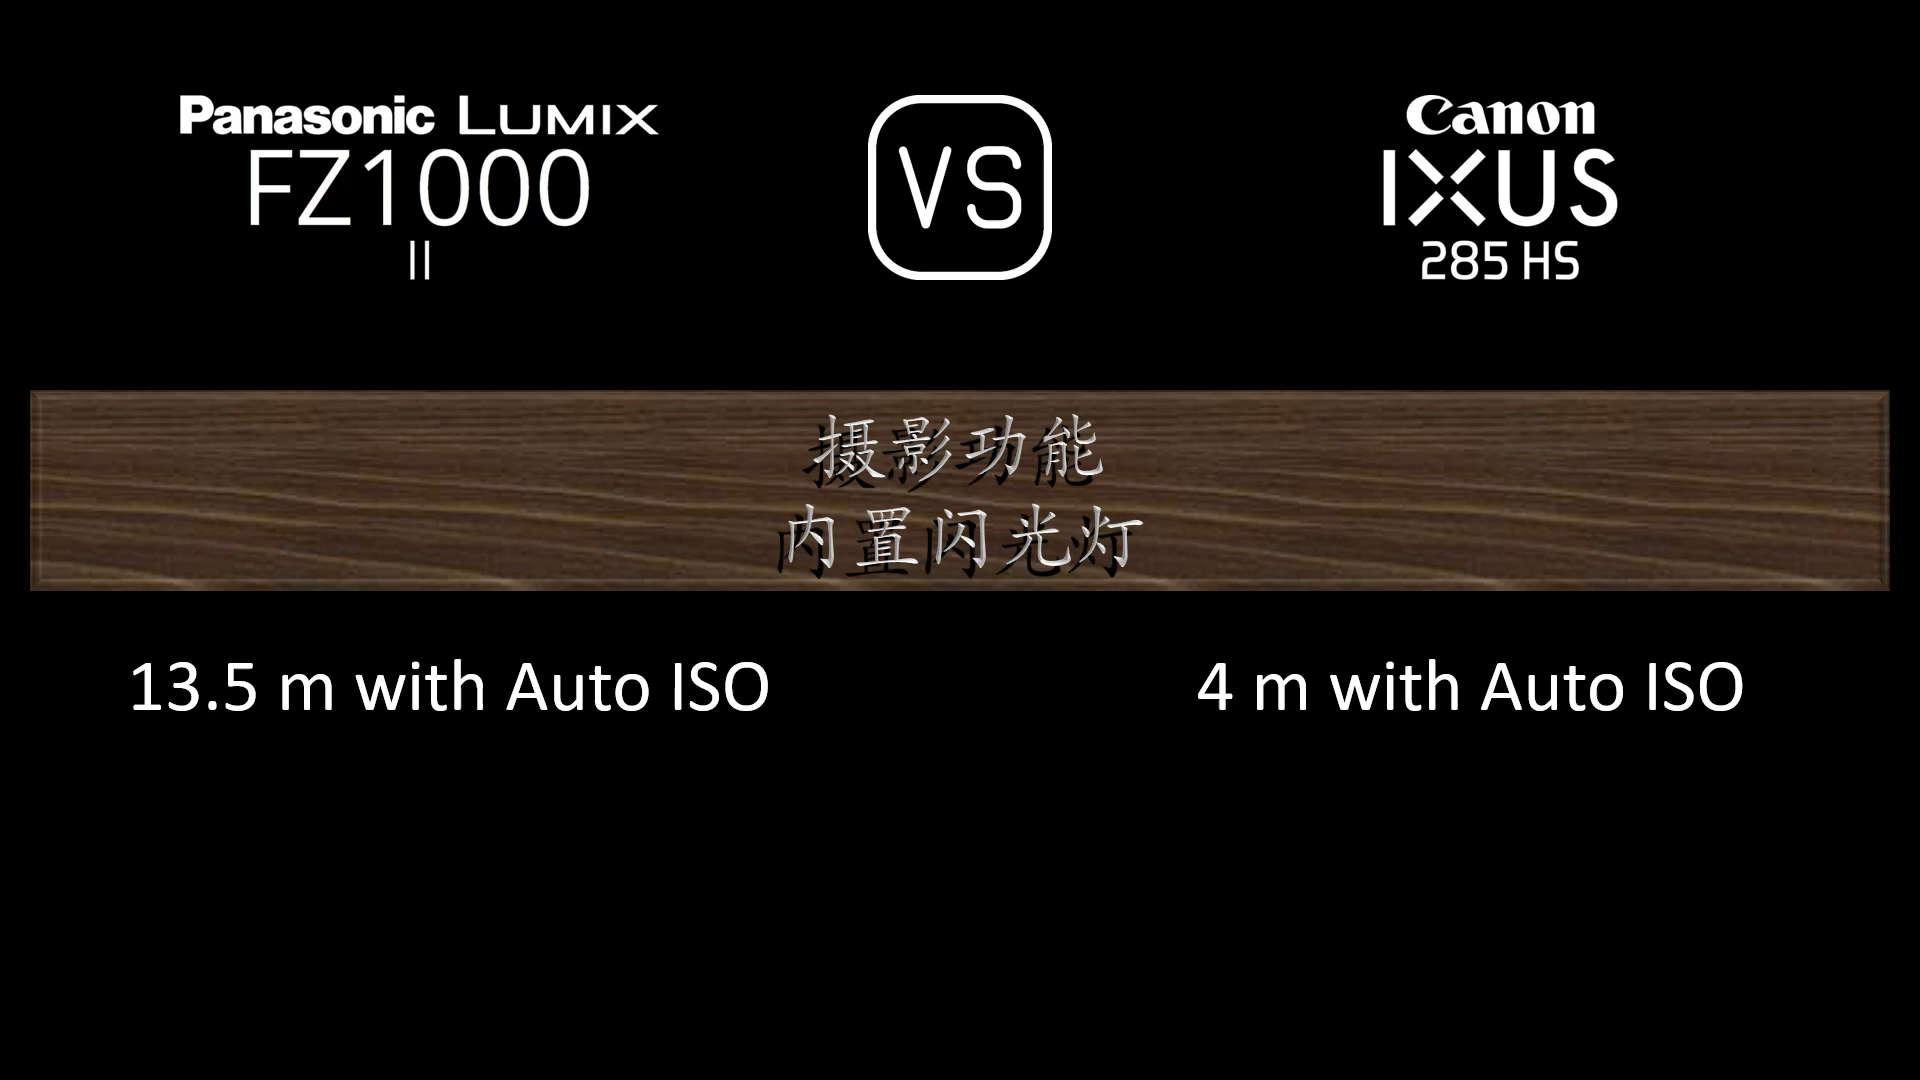 Panasonic LUMIX
FZ1000
II
VS
Canon
IXUS
285 HS
摄影功能
内置闪光灯
13.5 m with Auto ISO
4 m with Auto ISO